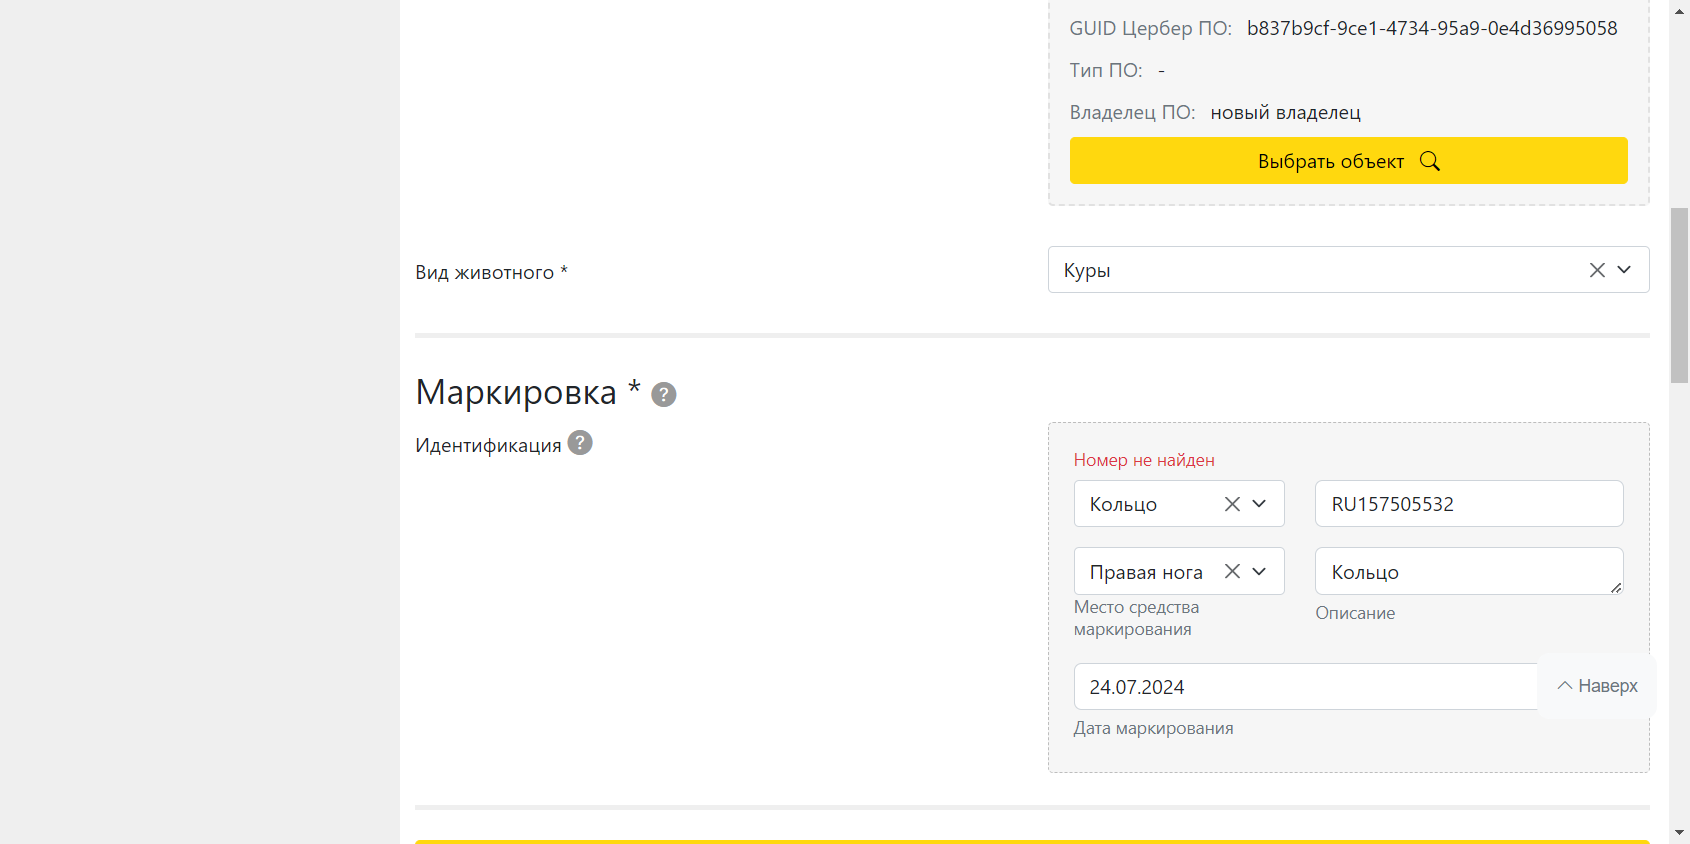 GUID Цербер ПО: b837b9cf-9ce1-4734-95a9-0e4d36995058
Тип ПО: -
Владелец ПО: новый владелец
Выбрать объект
Вид животного *
Куры
Маркировка * ?
Идентификация ?
Номер не найден
Кольцо
RU157505532
Правая нога
Кольцо
Место средства
маркирования
Описание
24.07.2024
Наверх
Дата маркирования